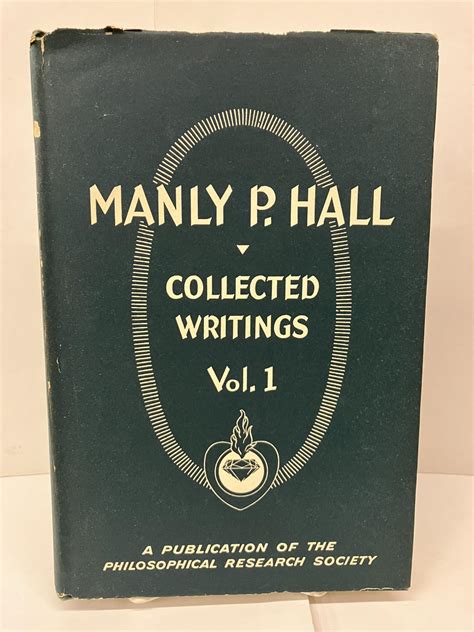 MANLY P. HALL
COLLECTED
WRITINGS
Vol. 1
A PUBLICATION OF THE
PHILOSOPHICAL RESEARCH SOCIETY